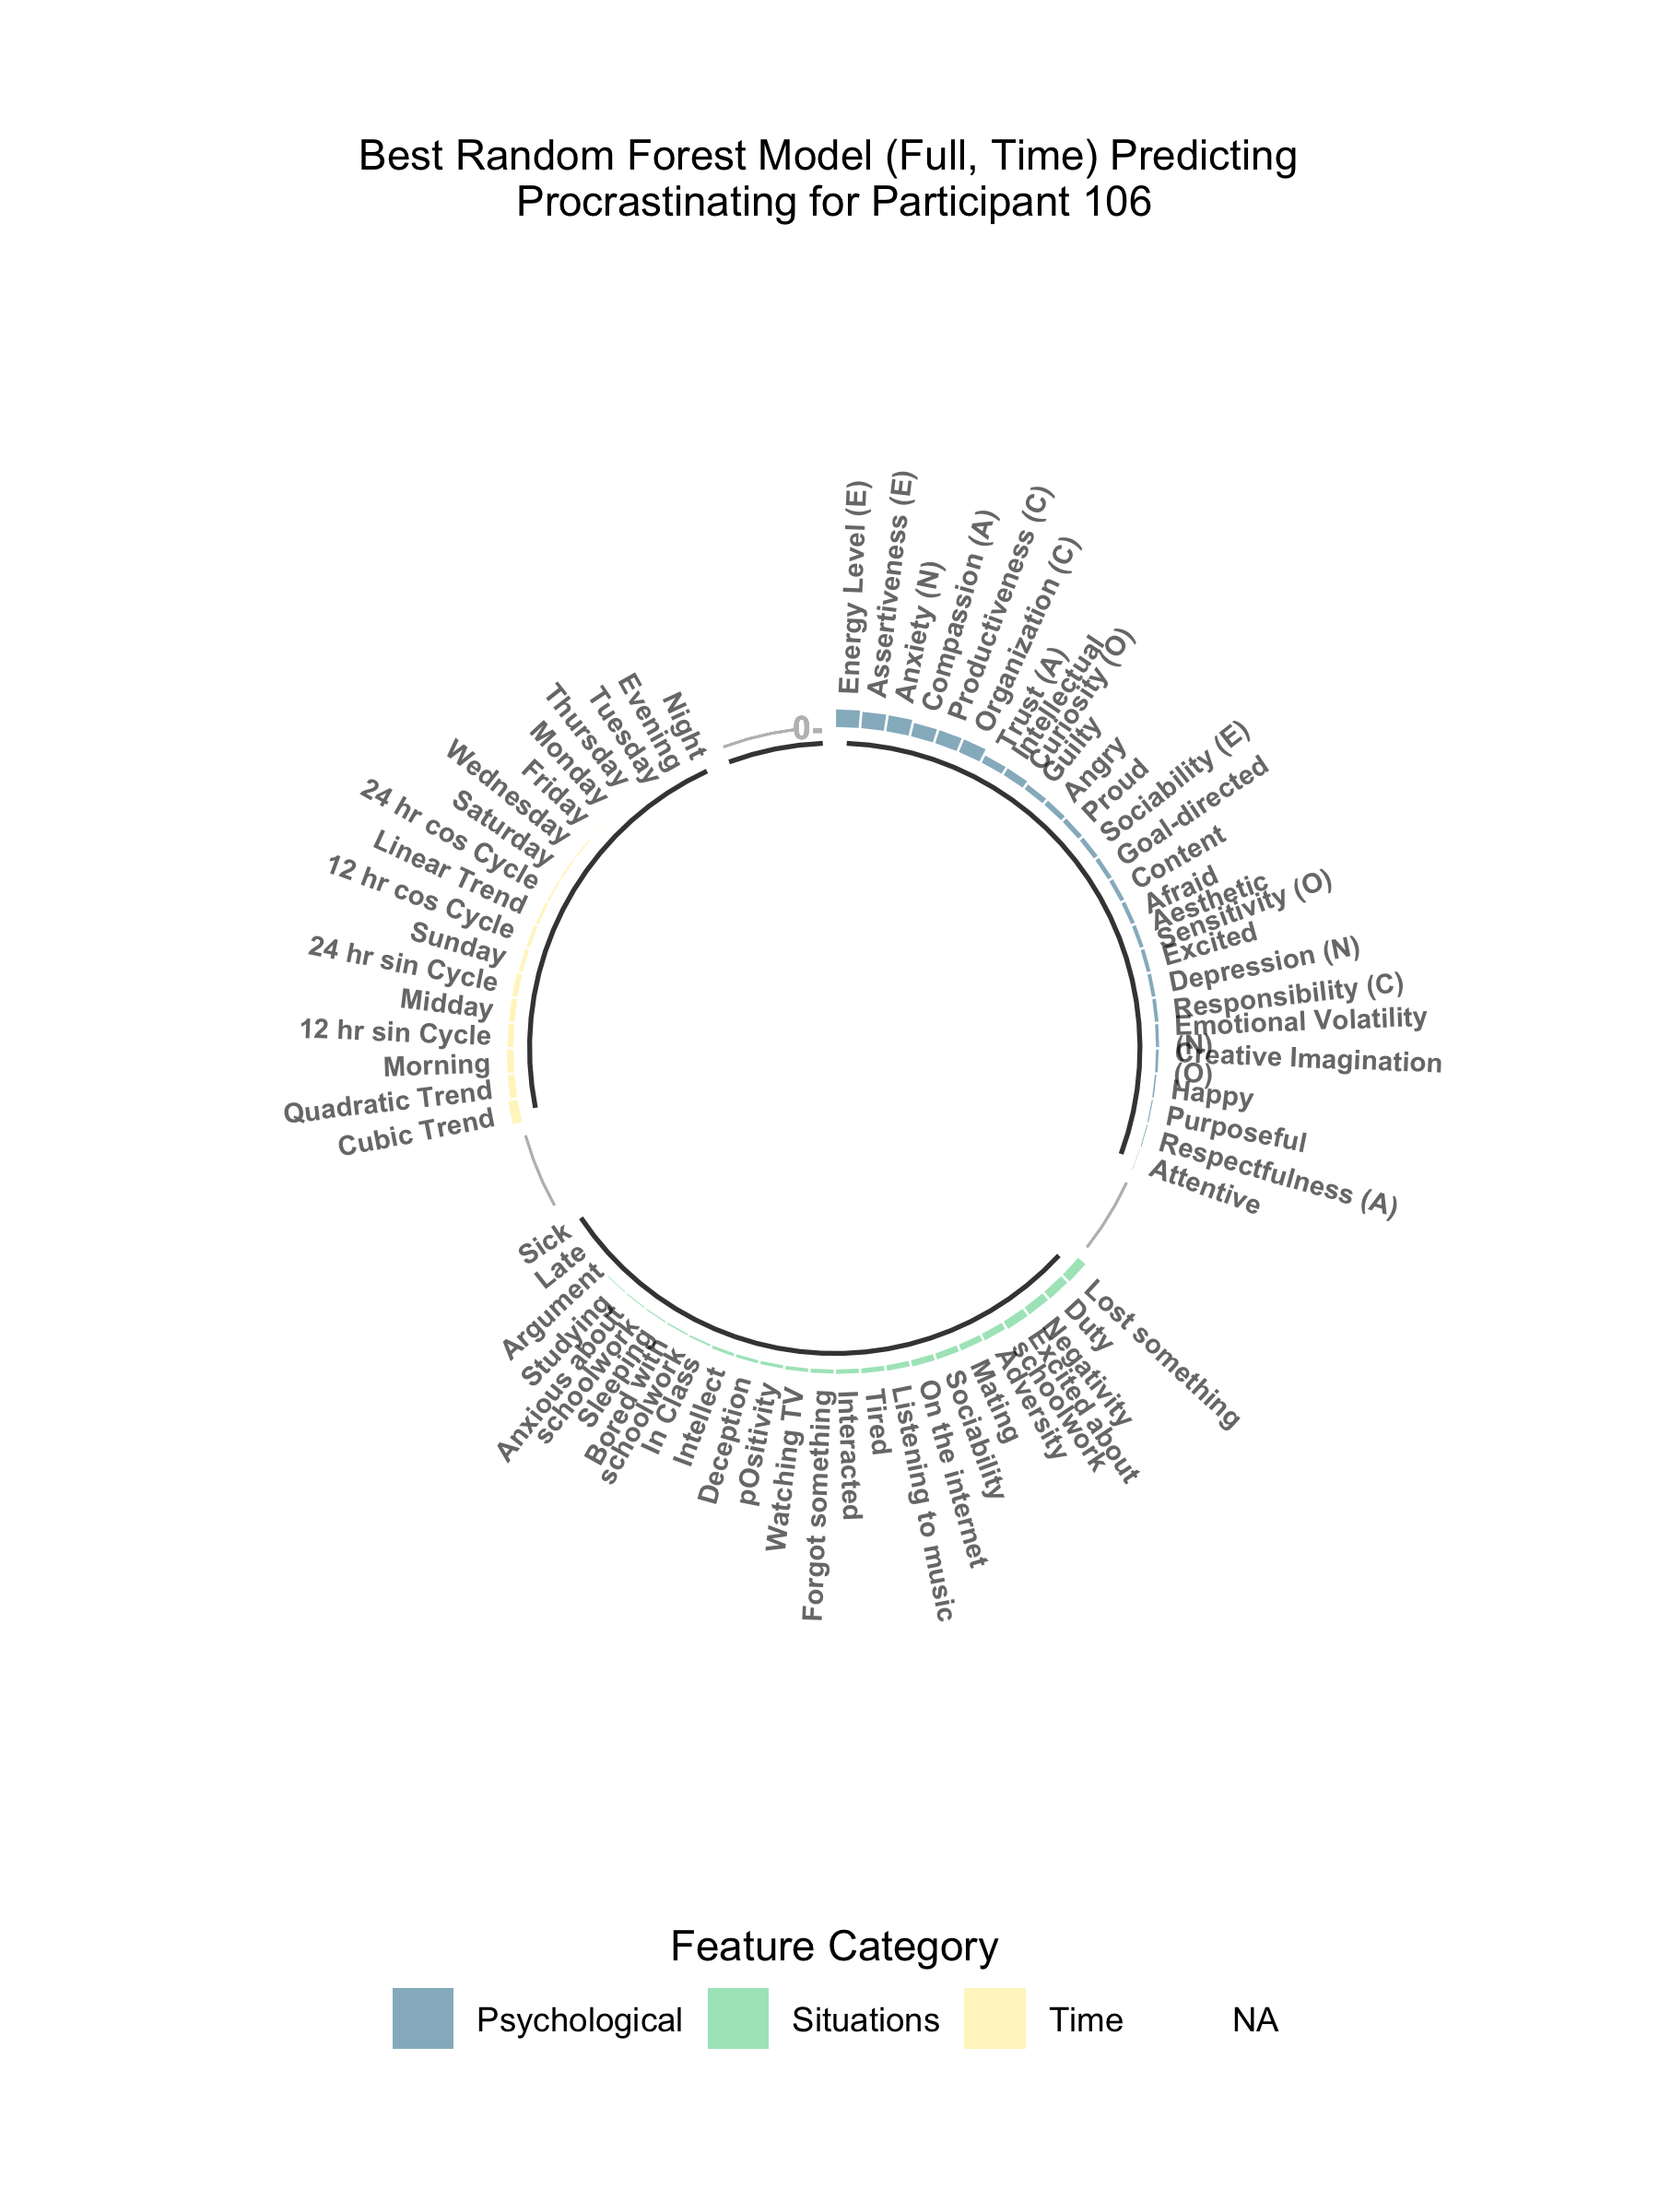 Best Random Forest Model (Full, Time) Predicting
Procrastinating for Participant 106
0-
Energy Level (E)
Assertiveness (E)
Anxiety (N)
Compassion (A)
Productiveness (C)
Organization (C)
Trust (A)
Intellectual
Curiosity (O)
Guilty
Angry
Proud
Sociability (E)
Goal-directed
Content
Afraid
Aesthetic
Sensitivity (O)
Excited
Depression (N)
Responsibility (C)
Emotional Volatility
(N)
Creative Imagination
(O)
Happy
Purposeful
Respectfulness (A)
Attentive
Lost something
Duty
Negativity
Excited about
schoolwork
Adversity
Mating
Sociability
On the internet
Listening to music
Tired
Interacted
Forgot something
Watching TV
pOsitivity
Deception
Intellect
In Class
Bored with
schoolwork
Sleeping
Anxious about
schoolwork
Studying
Argument
Late
Sick
Cubic Trend
Quadratic Trend
Morning
12 hr sin Cycle
Midday
24 hr sin Cycle
Sunday
12 hr cos Cycle
Linear Trend
24 hr cos Cycle
Saturday
Wednesday
Friday
Monday
Thursday
Tuesday
Evening
Night
Feature Category
Psychological
Situations
Time
NA